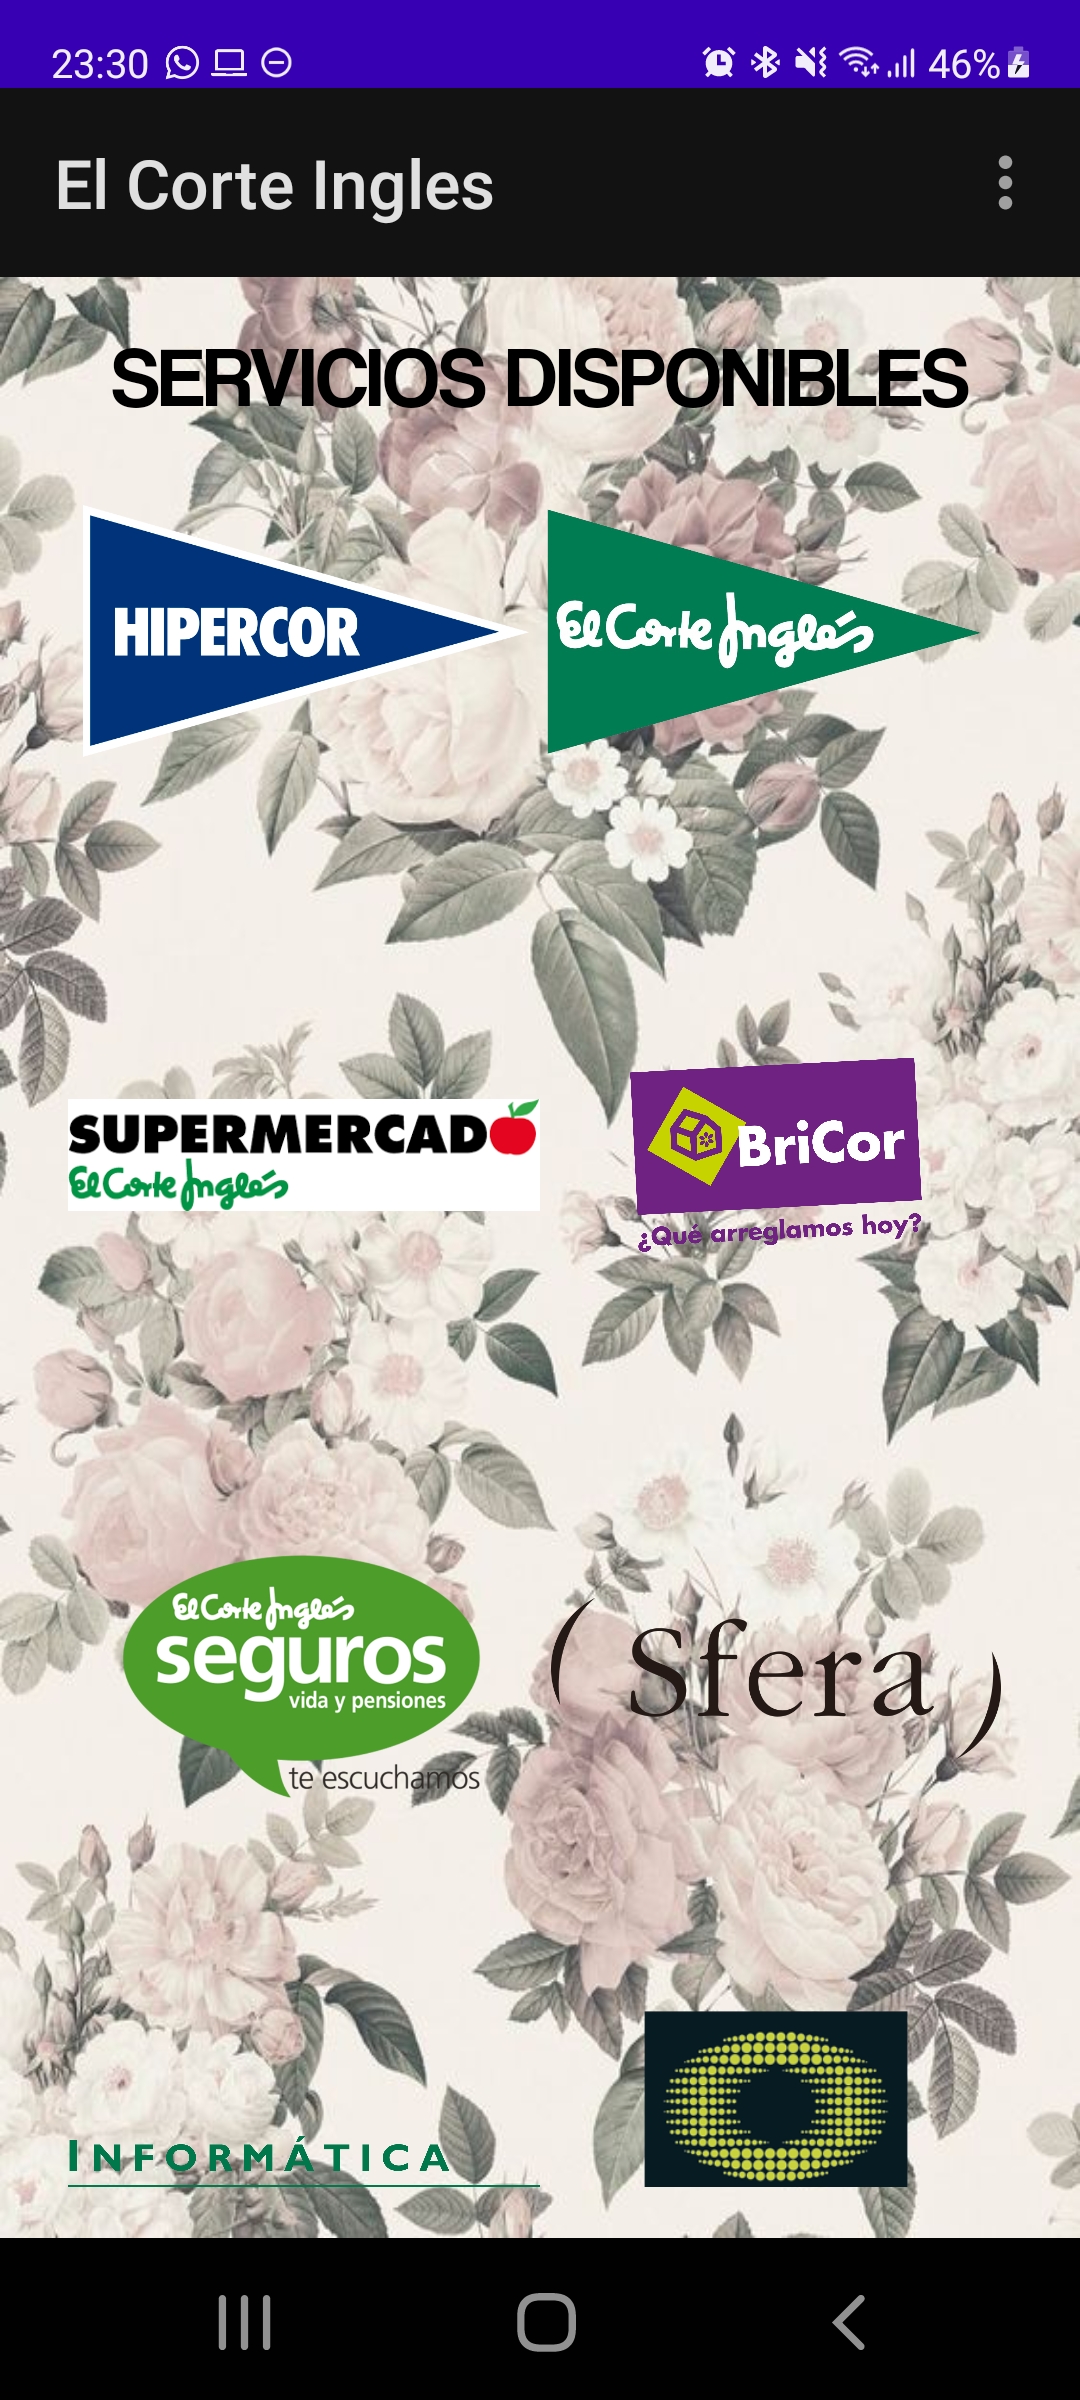 23:30
46%
El Corte Ingles
SERVICIOS DISPONIBLES
HIPERCOR
El Corte Inglés
SUPERMERCADO
El Corte Inglés
BriCor
¿Qué arreglamos hoy?
El Corte Inglés
seguros
vida y pensiones
te escuchamos
( Sfera )
INFORMÁTICA